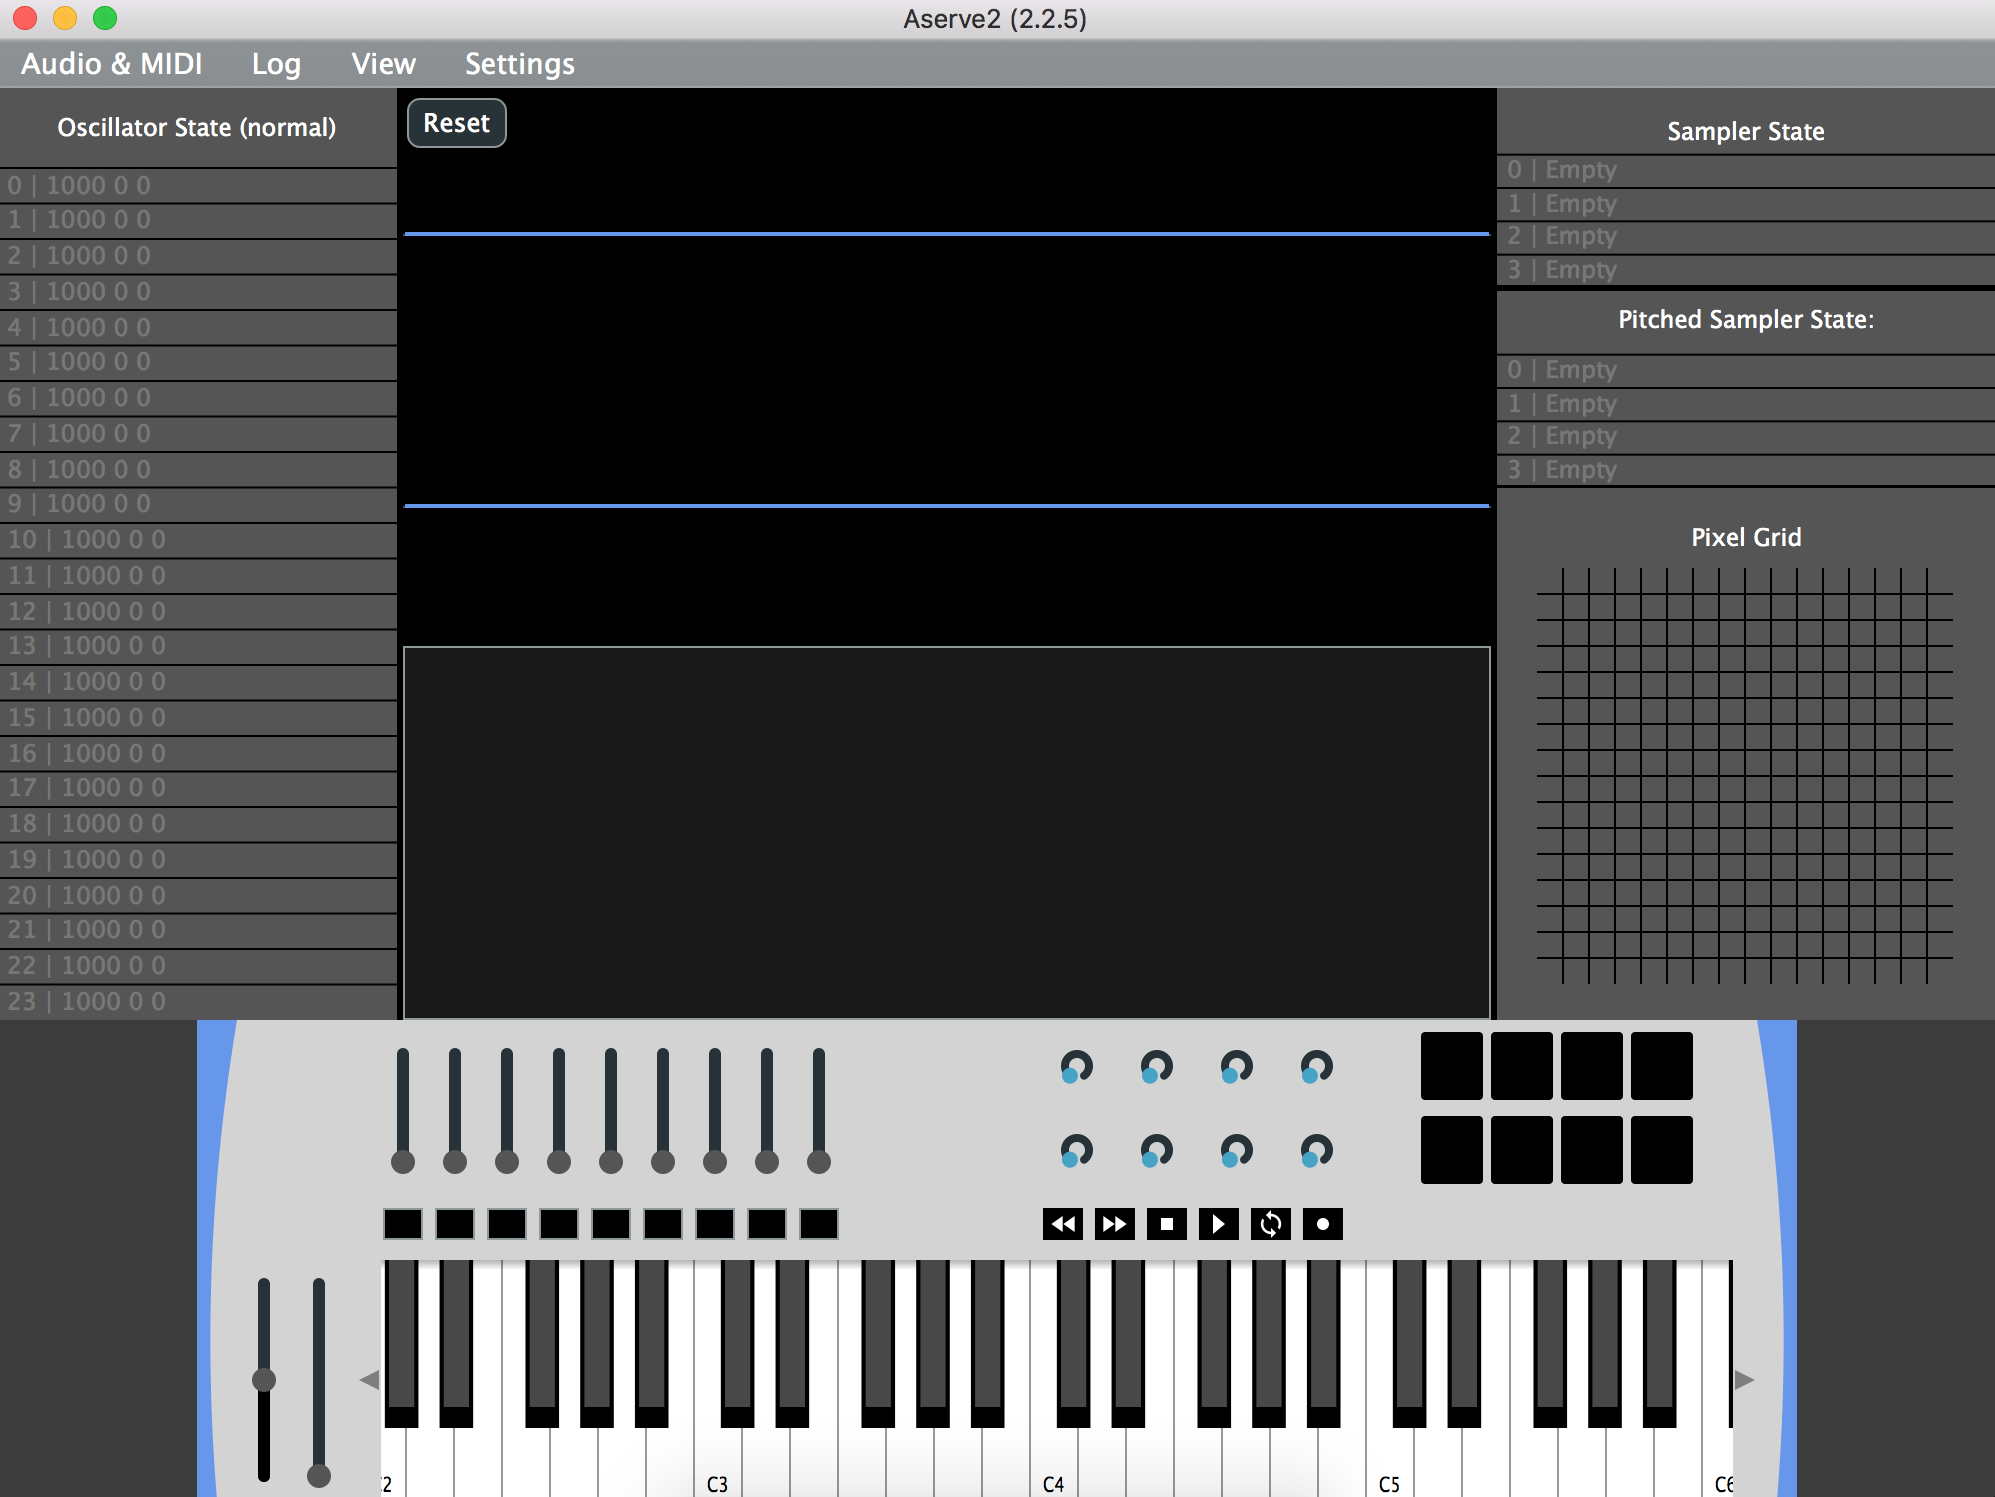 Aserve2 (2.2.5)
Audio & MIDI Log View Settings
Oscillator State (normal)
0 | 1000 0 0
1 | 1000 0 0
2 | 1000 0 0
3 | 1000 0 0
4 | 1000 0 0
5 | 1000 0 0
6 | 1000 0 0
7 | 1000 0 0
8 | 1000 0 0
9 | 1000 0 0
10 | 1000 0 0
11 | 1000 0 0
12 | 1000 0 0
13 | 1000 0 0
14 | 1000 0 0
15 | 1000 0 0
16 | 1000 0 0
17 | 1000 0 0
18 | 1000 0 0
19 | 1000 0 0
20 | 1000 0 0
21 | 1000 0 0
22 | 1000 0 0
23 | 1000 0 0
Reset
Sampler State
0 | Empty
1 | Empty
2 | Empty
3 | Empty
Pitched Sampler State:
0 | Empty
1 | Empty
2 | Empty
3 | Empty
Pixel Grid
C2 C3 C4 C5 C6